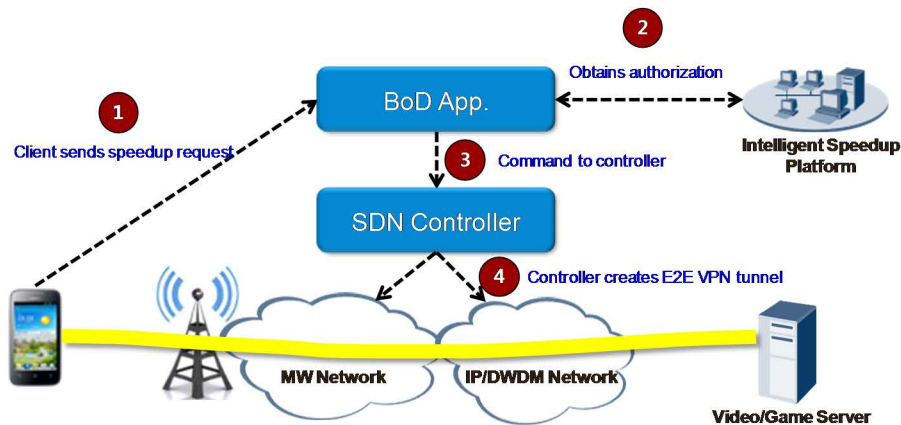 2
Obtains authorization
BoD App.
1
Client sends speedup request
Intelligent Speedup
Platform
3
Command to controller
SDN Controller
4
Controller creates E2E VPN tunnel
MW Network
IP/DWDM Network
Video/Game Server